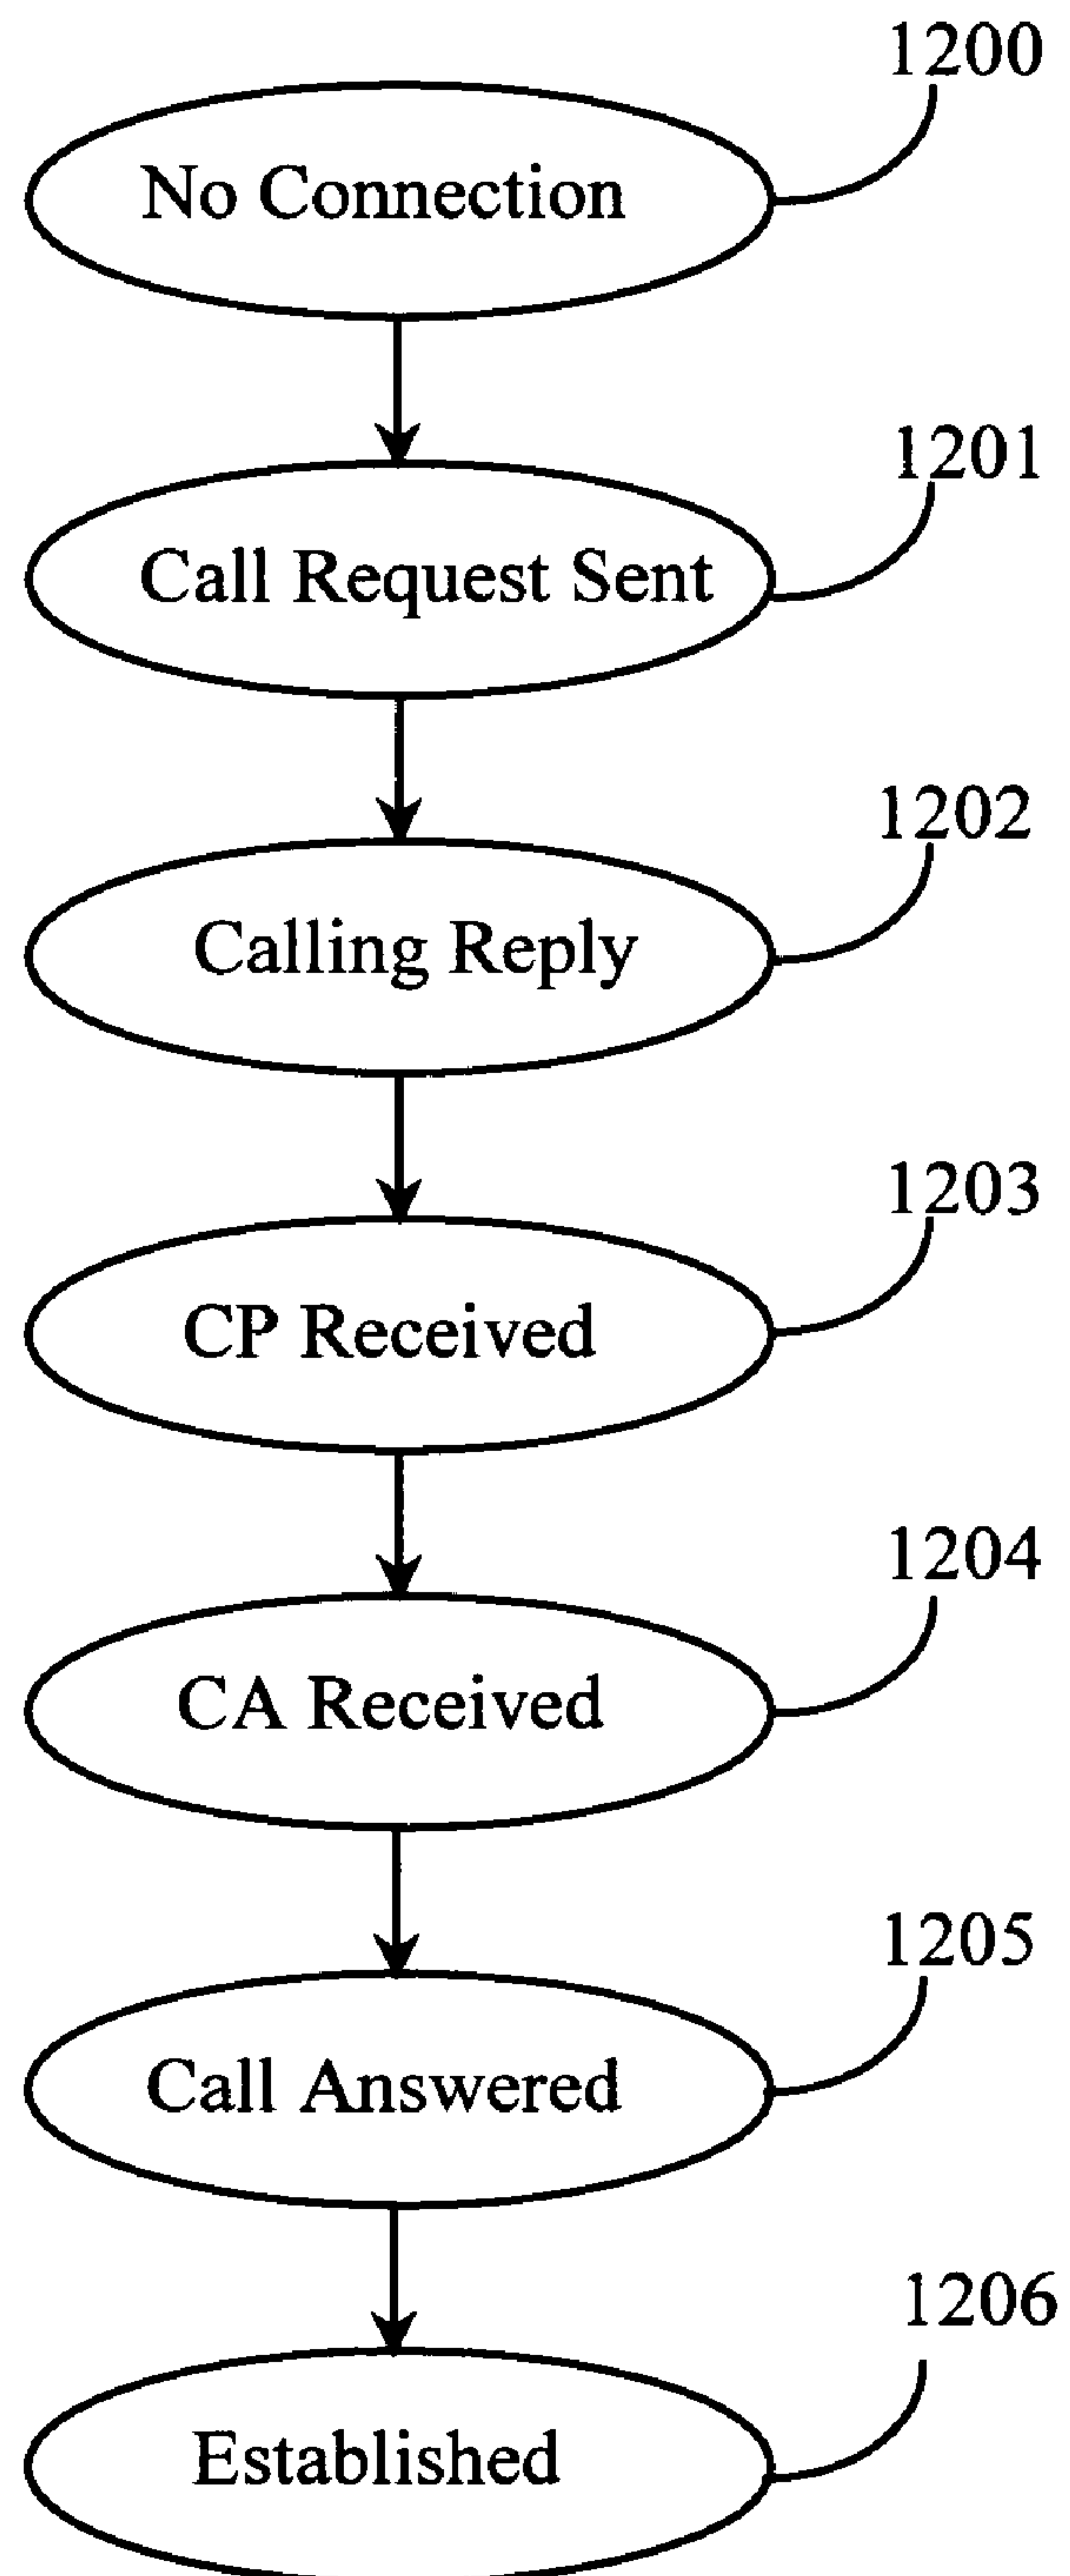 1200
No Connection
1201
Call Request Sent
1202
Calling Reply
1203
CP Received
1204
CA Received
1205
Call Answered
1206
Established